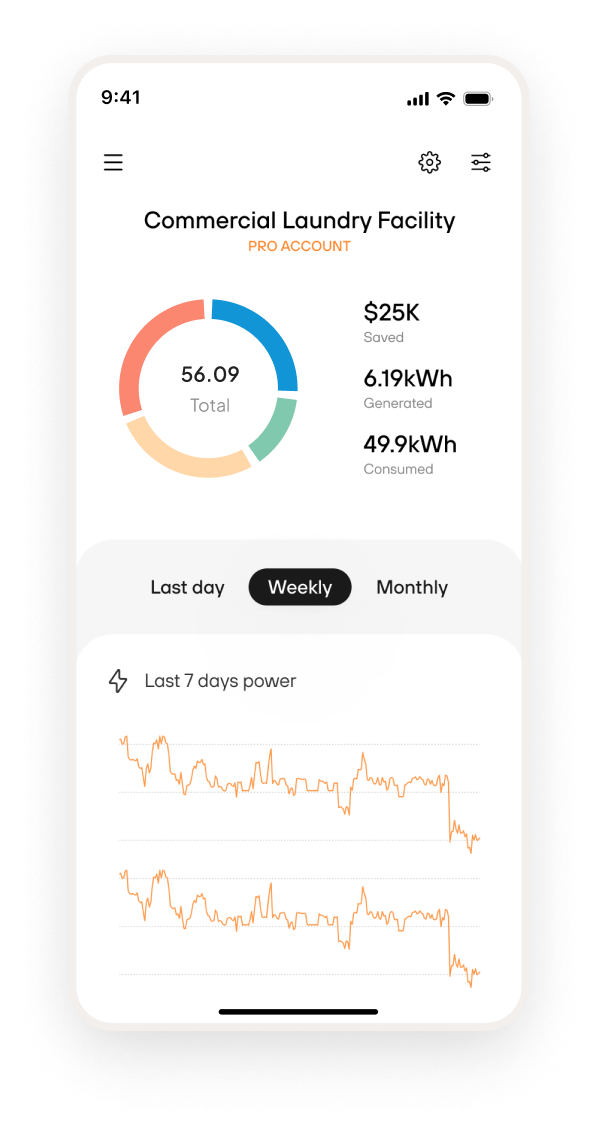 9:41
Commercial Laundry Facility
PRO ACCOUNT
56.09
Total
$25K
Saved
6.19kWh
Generated
49.9kWh
Consumed
Last day
Weekly
Monthly
Last 7 days power